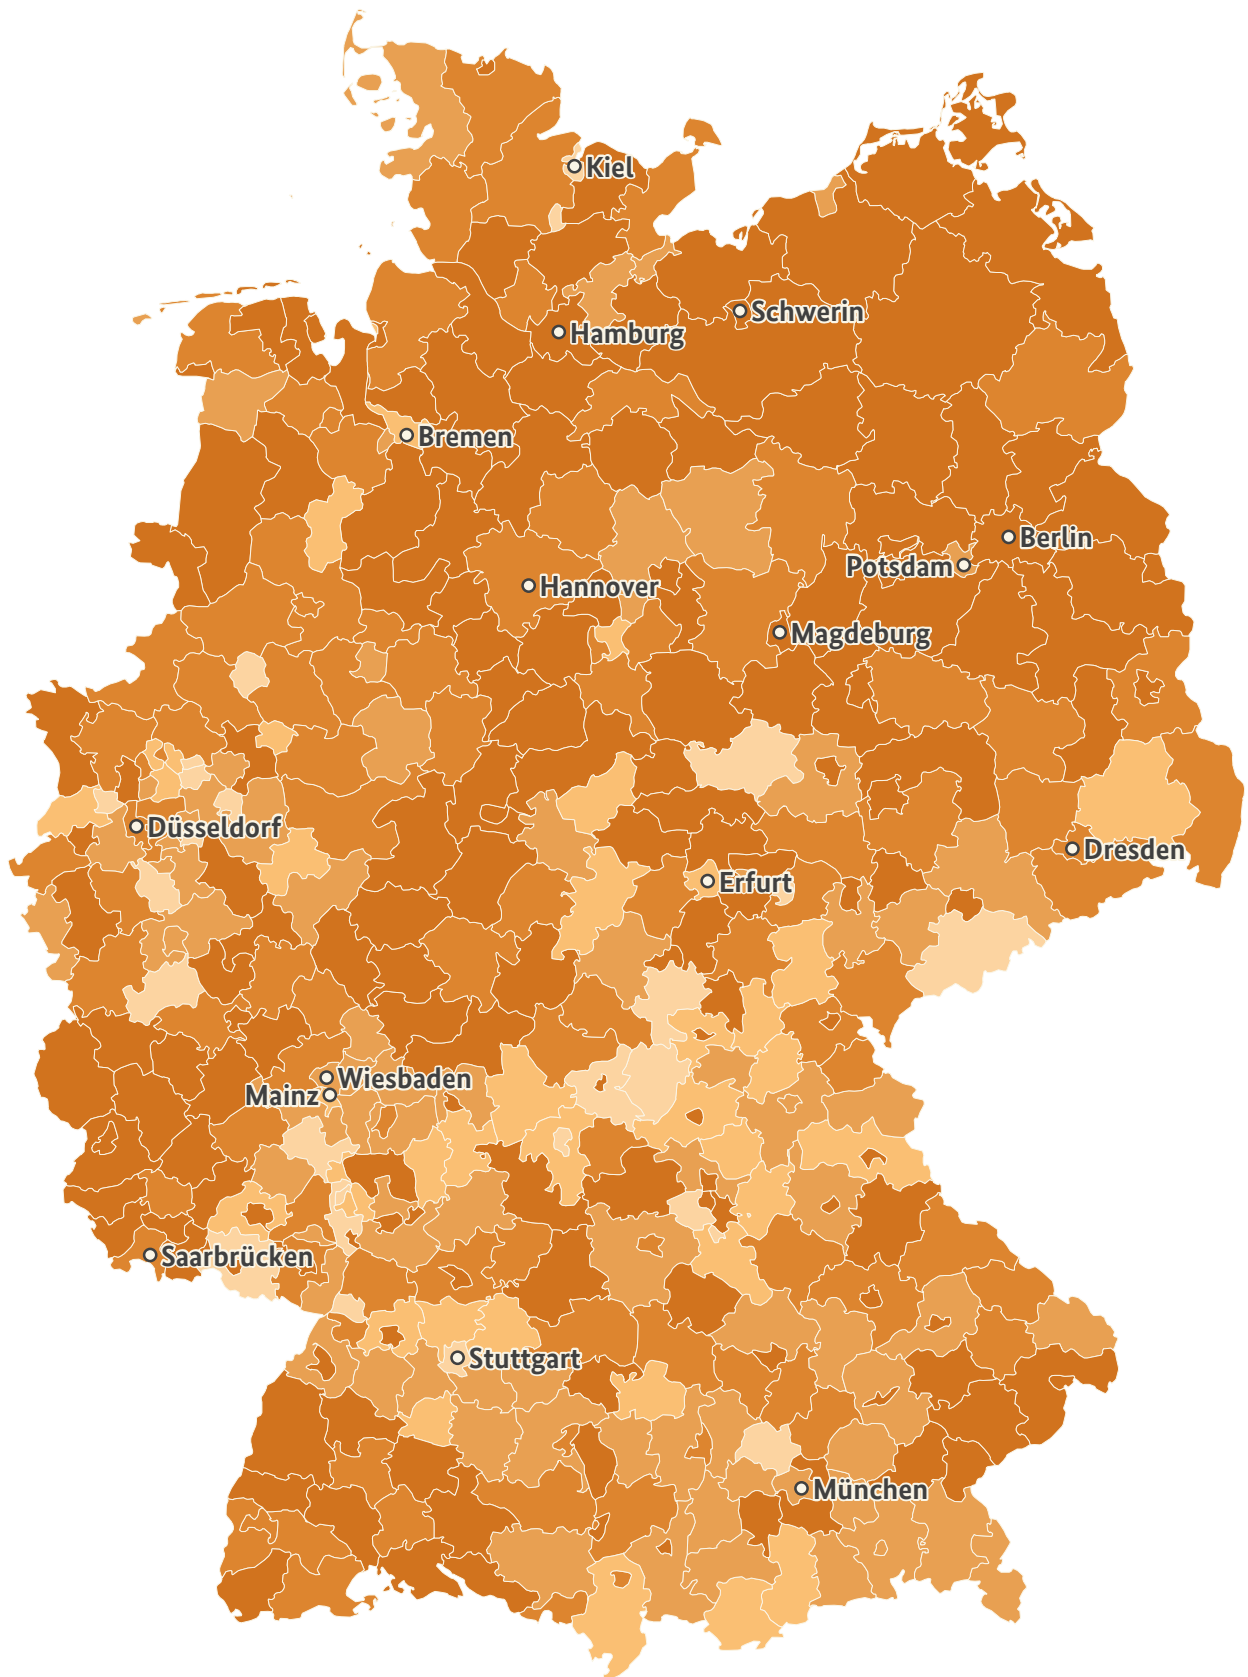 Kiel
Schwerin
Hamburg
Bremen
Berlin
Potsdam
Hannover
Magdeburg
Düsseldorf
Dresden
Erfurt
Wiesbaden
Mainz
Saarbrücken
Stuttgart
München